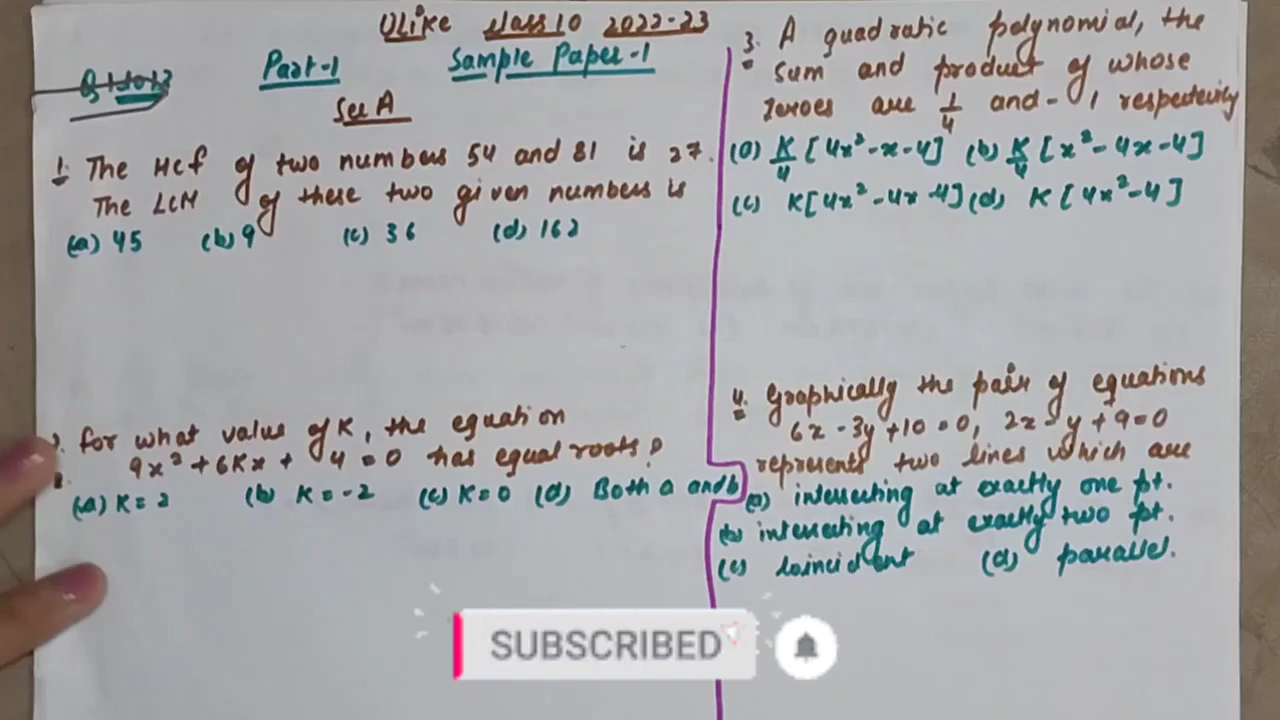 Ulike class 10 2022-23
Part-1 Sample Paper-1
Sec A
1. The HCf of two numbers 54 and 81 is 27.
The LCM of these two given numbers is
(a) 45 (b) 9 (c) 36 (d) 162
2. for what value of K, the equation
9x² + 6Kx + 4 = 0 has equal roots?
(a) K = 2 (b) K = -2 (c) K = 0 (d) Both a and b
3. A quadratic polynomial, the
sum and product of whose
zeroes are 1/4 and -1 respectively
(a) K/4 [4x² - x - 4] (b) K/4 [x² - 4x - 4]
(c) K[4x² - 4x - 4] (d) K [4x² - 4]
4. Graphically the pair of equations
6x - 3y + 10 = 0, 2x - y + 9 = 0
represents two lines which are
(a) intersecting at exactly one pt.
(b) intersecting at exactly two pt.
(c) Coincident (d) parallel.
SUBSCRIBED